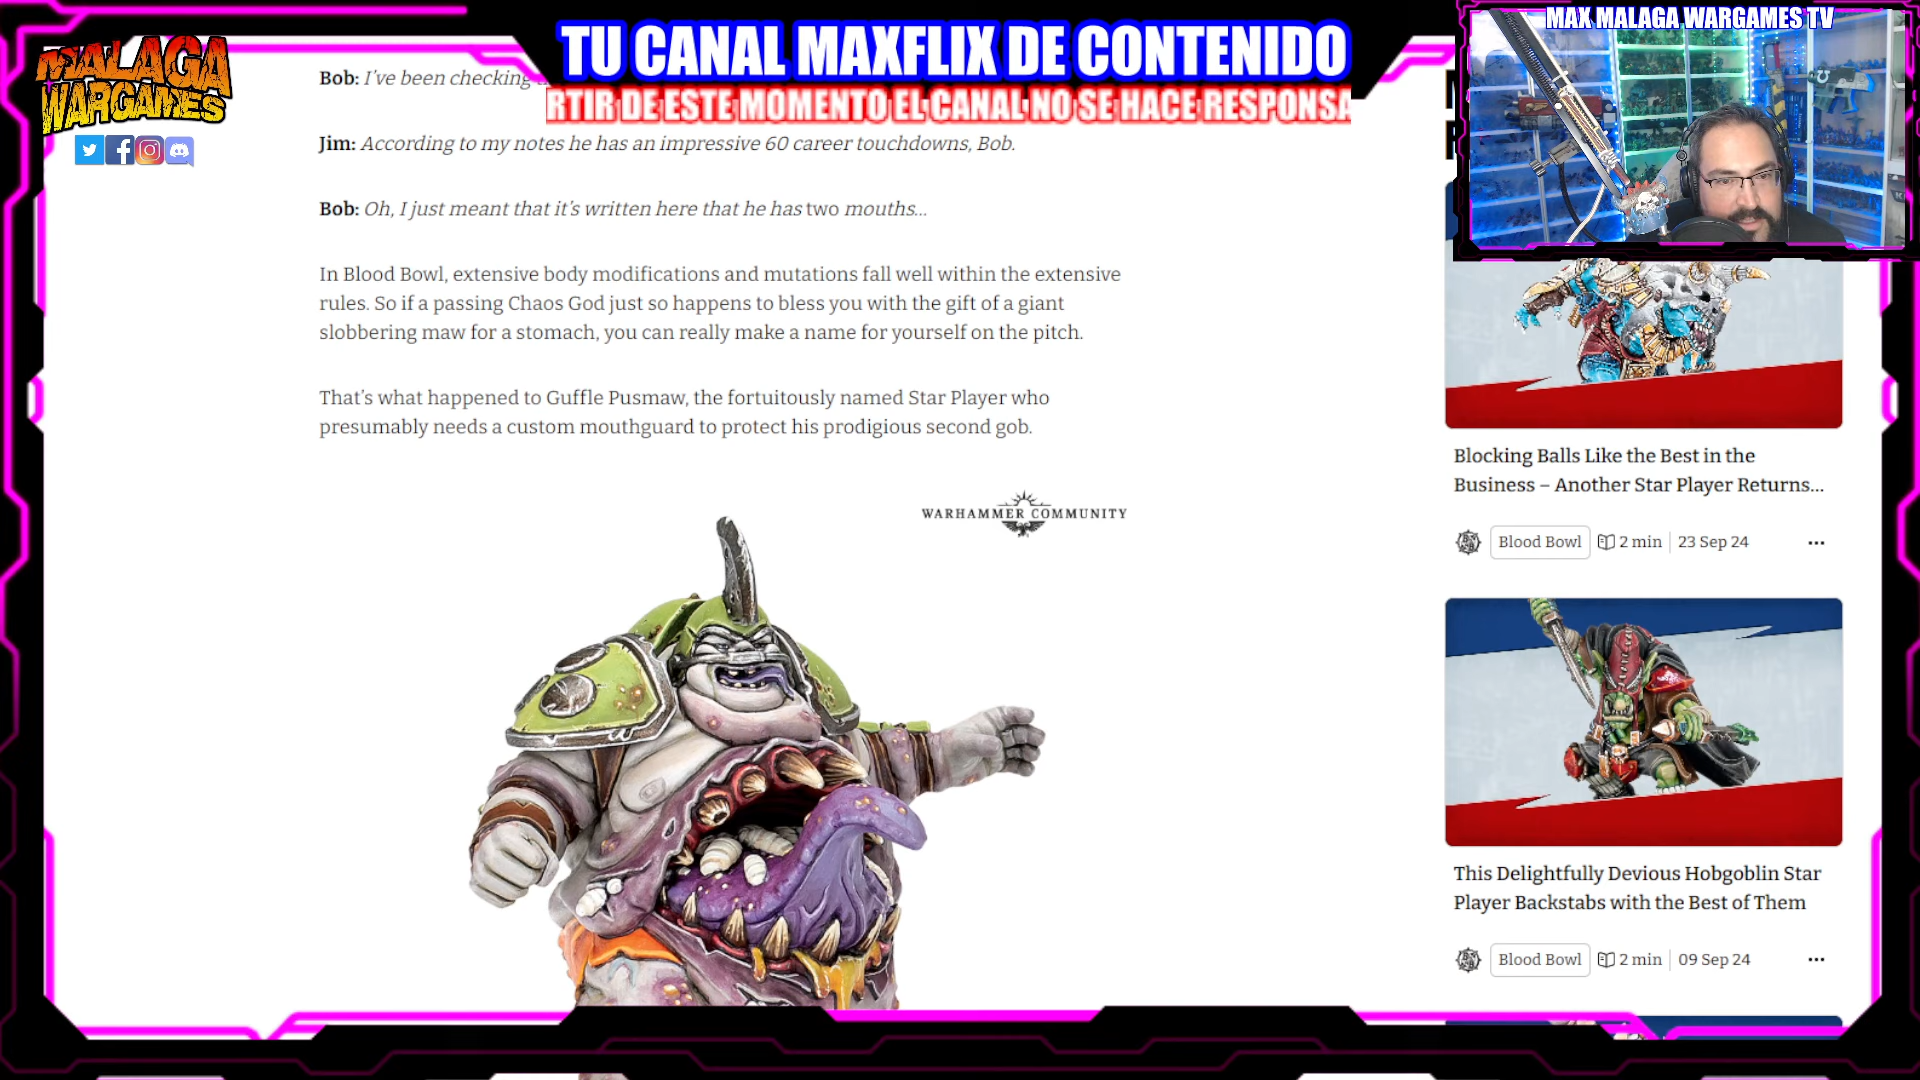 TU CANAL MAXFLIX DE CONTENIDO
RTIR DE ESTE MOMENTO EL CANAL NO SE HACE RESPONSA
MAX MALAGA WARGAMES TV
MALAGA
WARGAMES
Bob: I've been checking
Jim: According to my notes he has an impressive 60 career touchdowns, Bob.
Bob: Oh, I just meant that it's written here that he has two mouths...
In Blood Bowl, extensive body modifications and mutations fall well within the extensive
rules. So if a passing Chaos God just so happens to bless you with the gift of a giant
slobbering maw for a stomach, you can really make a name for yourself on the pitch.
That's what happened to Guffle Pusmaw, the fortuitously named Star Player who
presumably needs a custom mouthguard to protect his prodigious second gob.
WARHAMMER COMMUNITY
Blocking Balls Like the Best in the
Business – Another Star Player Returns...
Blood Bowl 2 min 23 Sep 24
This Delightfully Devious Hobgoblin Star
Player Backstabs with the Best of Them
Blood Bowl 2 min 09 Sep 24